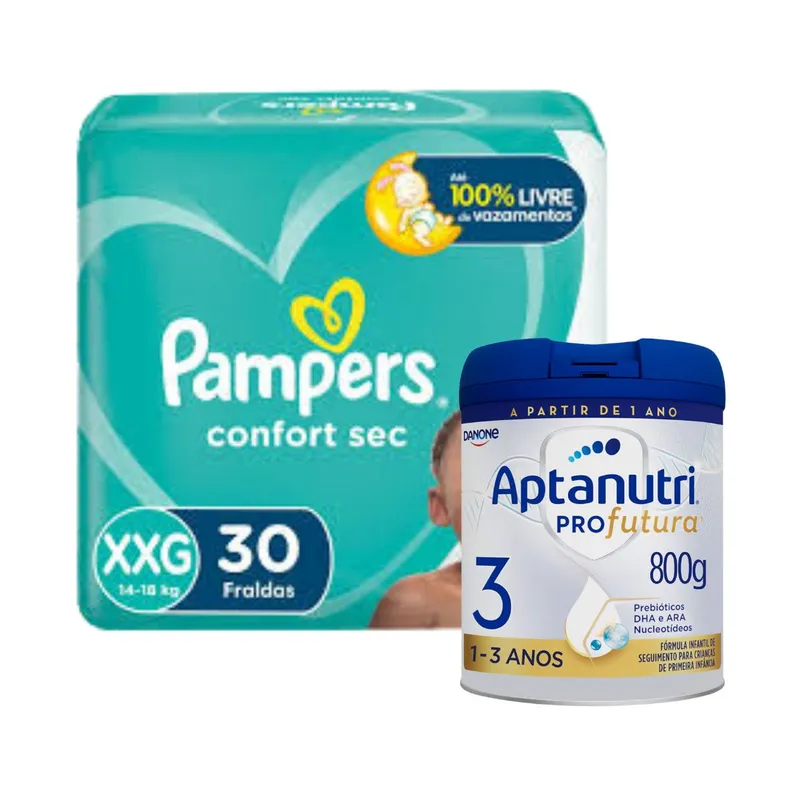 Pampers
Até
100% LIVRE
de vazamentos*
Pampers
confort sec
XXG
14-18 kg
30
Fraldas
A PARTIR DE 1 ANO
DANONE
Aptanutri
PROfutura
3
800g
Prebióticos
DHA e ARA
Nucleotídeos
1-3 ANOS
FÓRMULA INFANTIL DE
SEGUIMENTO PARA CRIANÇAS
DE PRIMEIRA INFÂNCIA